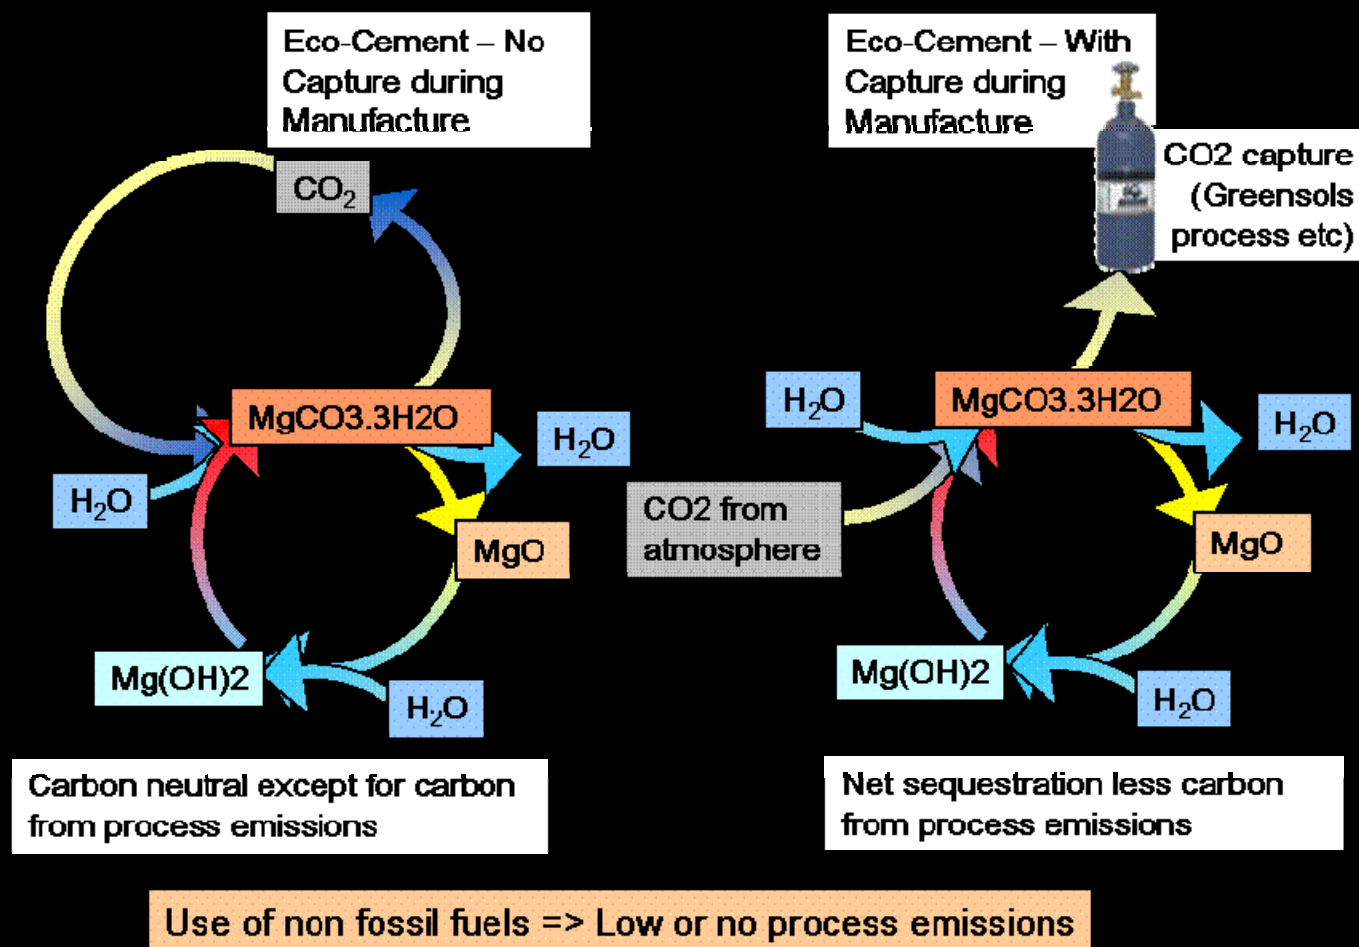 Eco-Cement – No
Capture during
Manufacture
CO₂
MgCO3.3H2O
H₂O
H₂O
MgO
Mg(OH)2
H₂O
Carbon neutral except for carbon
from process emissions
Eco-Cement – With
Capture during
Manufacture
CO2 capture
(Greensols
process etc)
H₂O
MgCO3.3H2O
H₂O
CO2 from
atmosphere
MgO
Mg(OH)2
H₂O
Net sequestration less carbon
from process emissions
Use of non fossil fuels => Low or no process emissions